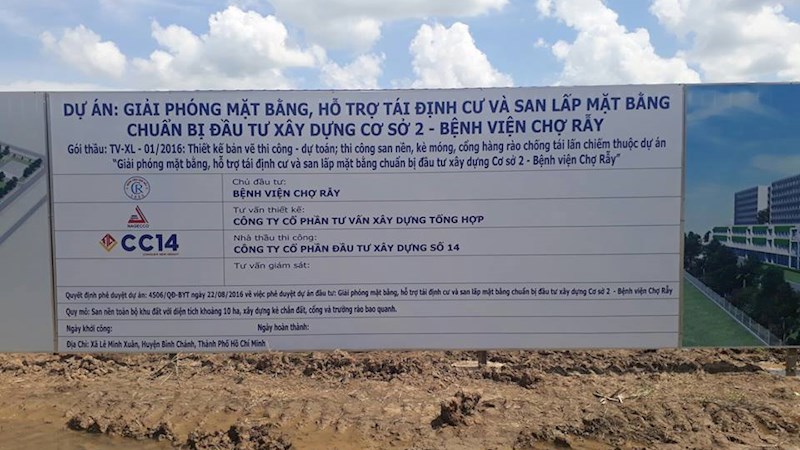 DỰ ÁN: GIẢI PHÓNG MẶT BẰNG, HỖ TRỢ TÁI ĐỊNH CƯ VÀ SAN LẤP MẶT BẰNG
CHUẨN BỊ ĐẦU TƯ XÂY DỰNG CƠ SỞ 2 - BỆNH VIỆN CHỢ RẪY
Gói thầu: TV-XL - 01/2016: Thiết kế bản vẽ thi công - dự toán; thi công san nền, kè móng, cổng hàng rào chống tái lấn chiếm thuộc dự án
"Giải phóng mặt bằng, hỗ trợ tái định cư và san lấp mặt bằng chuẩn bị đầu tư xây dựng Cơ sở 2 - Bệnh viện Chợ Rẫy"
Chủ đầu tư:
BỆNH VIỆN CHỢ RẪY
Tư vấn thiết kế:
NAGECCO
CÔNG TY CỔ PHẦN TƯ VẤN XÂY DỰNG TỔNG HỢP
Nhà thầu thi công:
CC14
CÔNG TY CỔ PHẦN ĐẦU TƯ XÂY DỰNG SỐ 14
Tư vấn giám sát:
Quyết định phê duyệt dự án: 4506/QĐ-BYT ngày 22/08/2016 về việc phê duyệt dự án đầu tư: Giải phóng mặt bằng, hỗ trợ tái định cư và san lấp mặt bằng chuẩn bị đầu tư xây dựng Cơ sở 2 - Bệnh viện Chợ Rẫy
Quy mô: San nền toàn bộ khu đất với diện tích khoảng 10 ha, xây dựng kè chắn đất, cổng và tường rào bao quanh.
Ngày khởi công: Ngày hoàn thành:
Địa Chỉ: Xã Lê Minh Xuân, Huyện Bình Chánh, Thành Phố Hồ Chí Minh